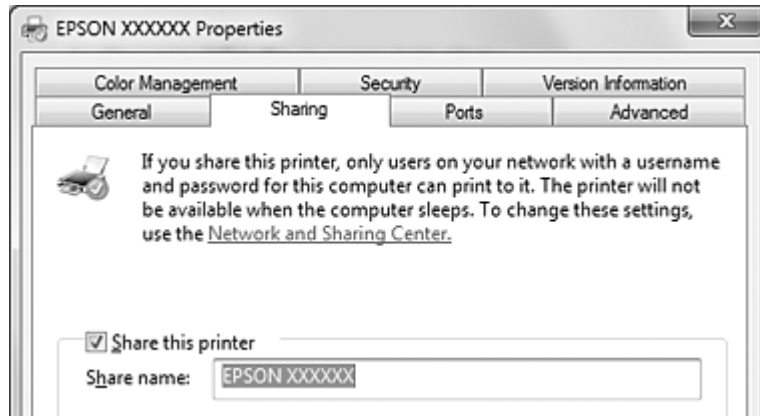 EPSON XXXXXX Properties
Color Management Security Version Information
General Sharing Ports Advanced
If you share this printer, only users on your network with a username
and password for this computer can print to it. The printer will not
be available when the computer sleeps. To change these settings,
use the Network and Sharing Center.
Share this printer
Share name: EPSON XXXXXX